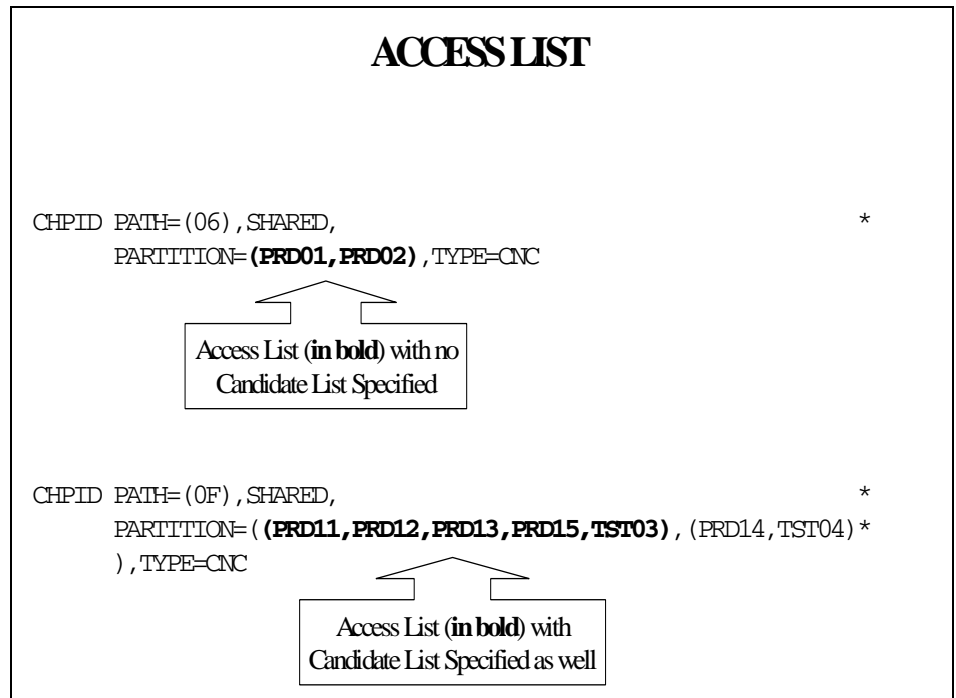 ACCESS LIST
CHPID PATH=(06),SHARED, *
PARTITION=(PRD01,PRD02),TYPE=CNC
Access List (in bold) with no
Candidate List Specified
CHPID PATH=(0F),SHARED, *
PARTITION=((PRD11,PRD12,PRD13,PRD15,TST03),(PRD14,TST04)*
),TYPE=CNC
Access List (in bold) with
Candidate List Specified as well